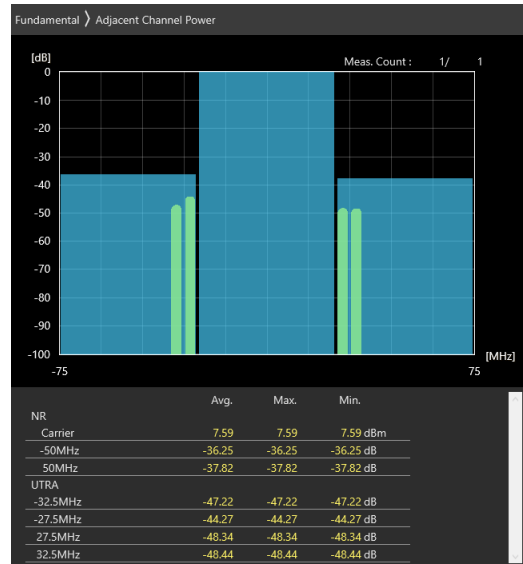 Fundamental 〉 Adjacent Channel Power
[dB]
Meas. Count : 1/ 1
0
-10
-20
-30
-40
-50
-60
-70
-80
-90
-100
[MHz]
-75 75
Avg. Max. Min.
NR
Carrier 7.59 7.59 7.59 dBm
-50MHz -36.25 -36.25 -36.25 dB
50MHz -37.82 -37.82 -37.82 dB
UTRA
-32.5MHz -47.22 -47.22 -47.22 dB
-27.5MHz -44.27 -44.27 -44.27 dB
27.5MHz -48.34 -48.34 -48.34 dB
32.5MHz -48.44 -48.44 -48.44 dB